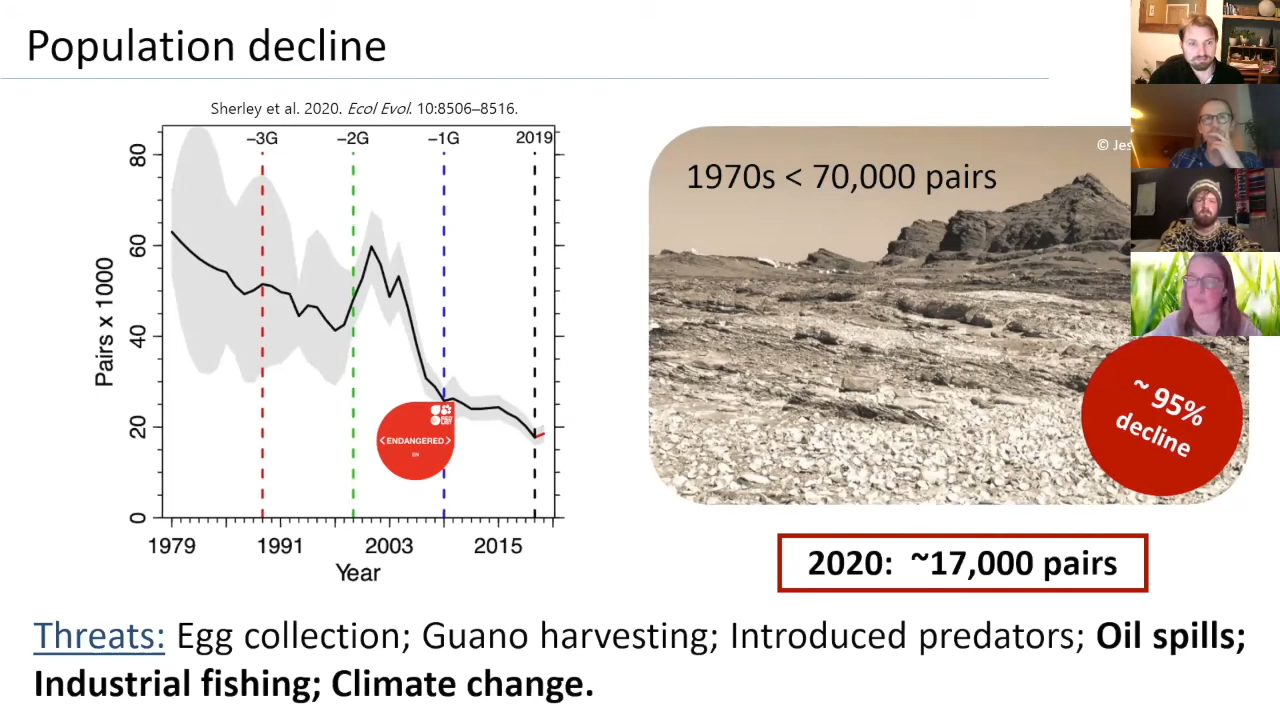 Population decline
Sherley et al. 2020. Ecol Evol. 10:8506–8516.
−3G
−2G
−1G
2019
80
60
40
20
0
Pairs x 1000
ENDANGERED
EN
1979
1991
2003
2015
Year
© Jes
1970s < 70,000 pairs
~ 95%
decline
2020: ~17,000 pairs
Threats: Egg collection; Guano harvesting; Introduced predators; Oil spills;
Industrial fishing; Climate change.